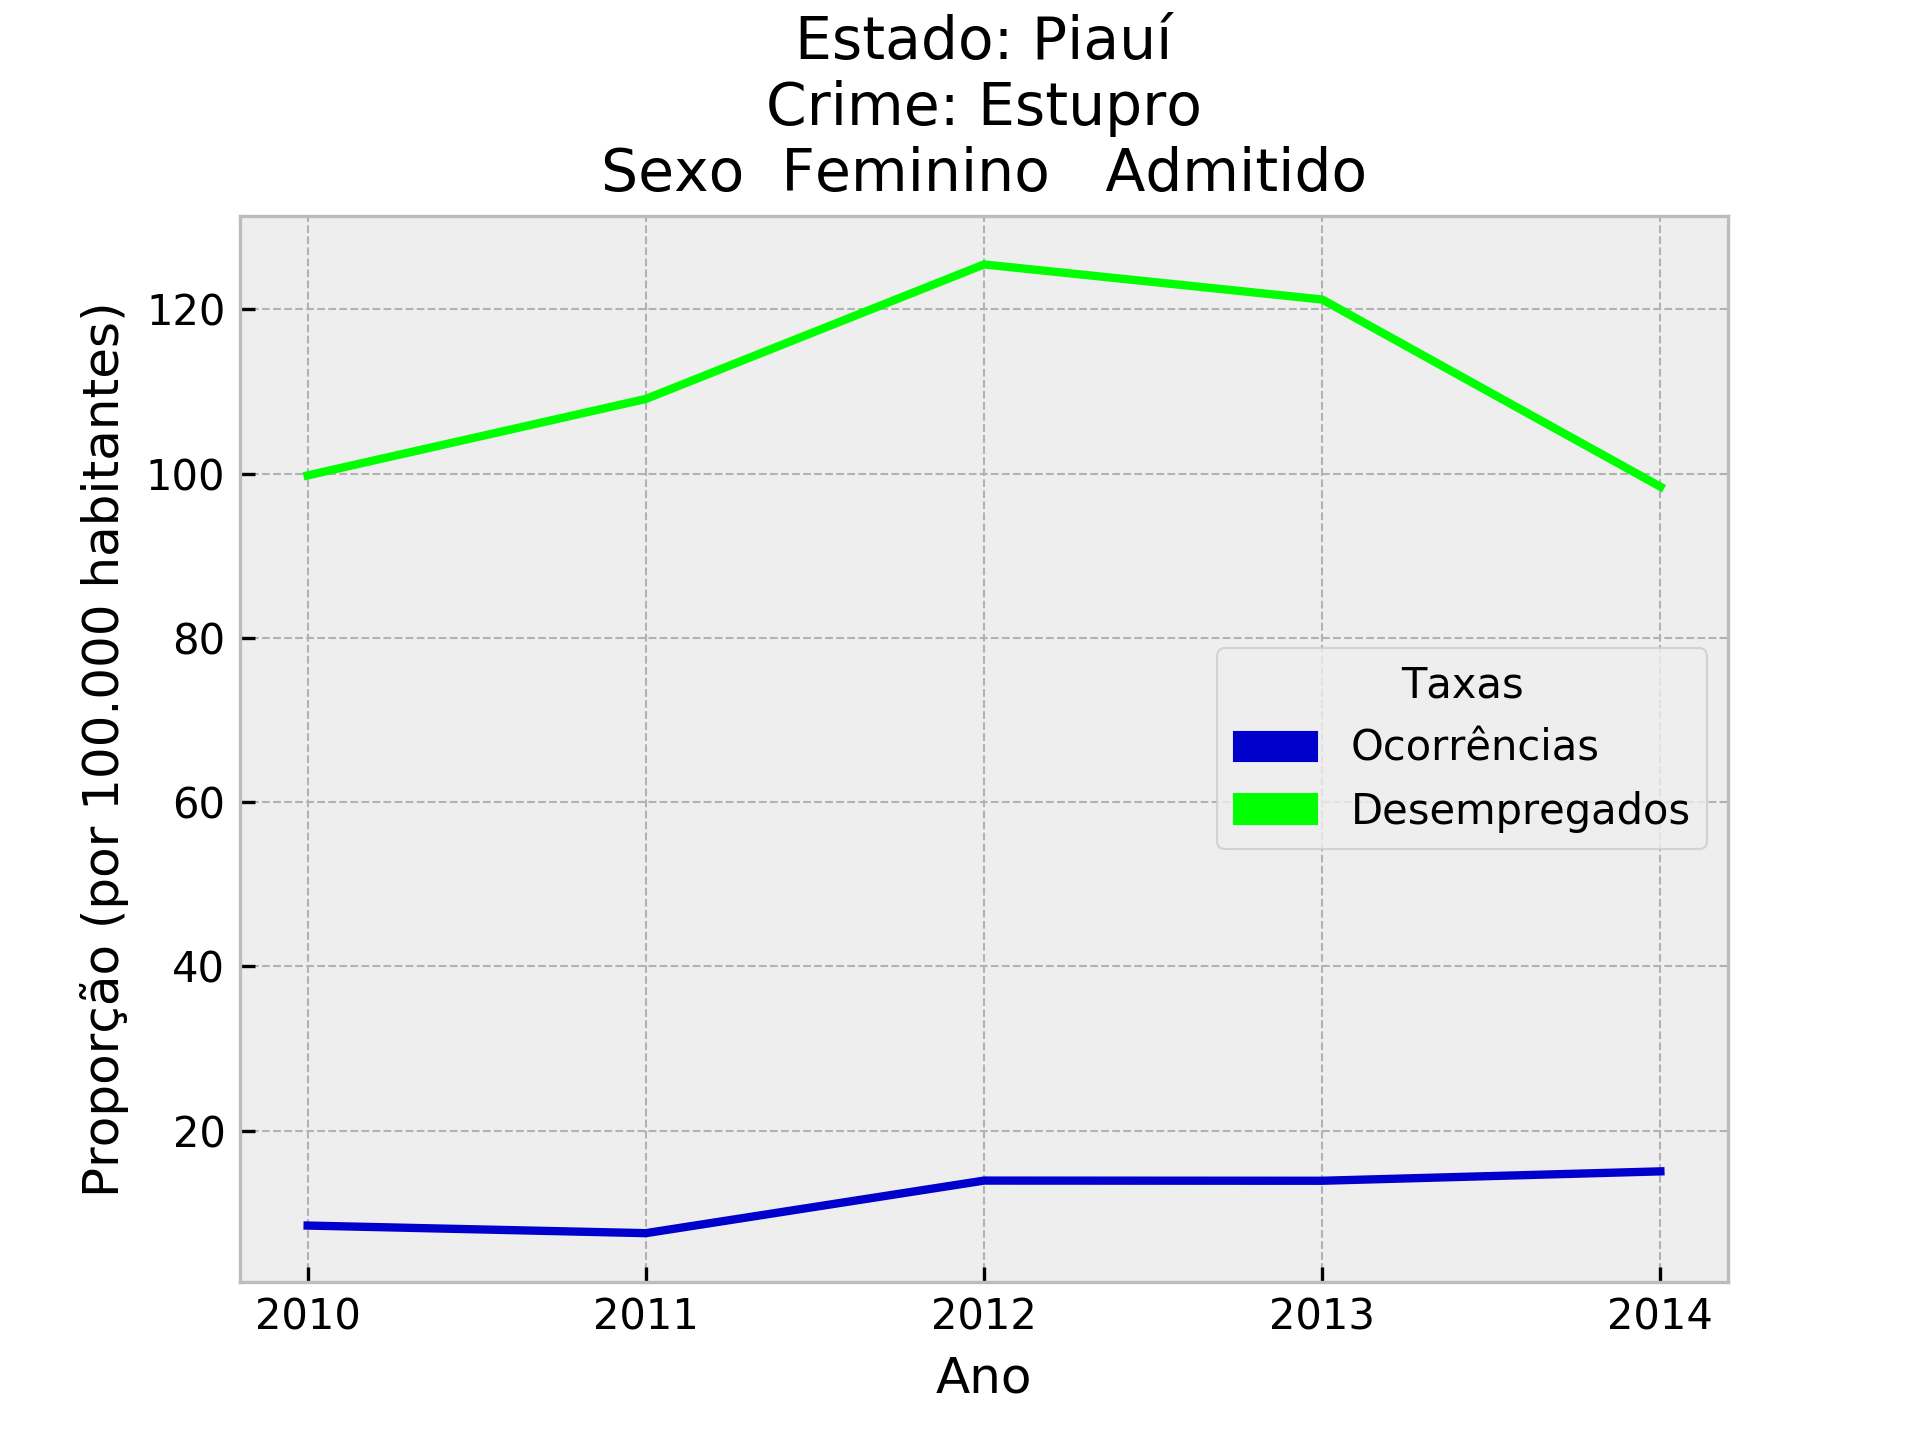 Estado: Piauí
Crime: Estupro
Sexo  Feminino   Admitido
Proporção (por 100.000 habitantes)
120
100
80
60
40
20
Taxas
Ocorrências
Desempregados
2010 2011 2012 2013 2014
Ano